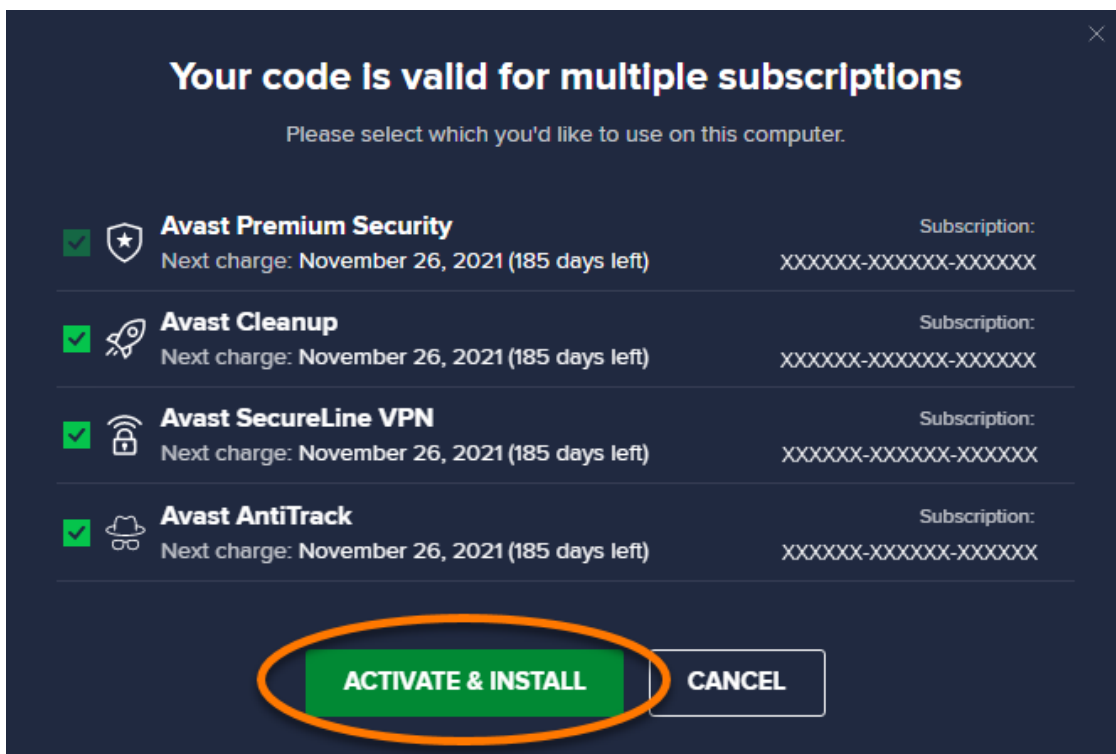 Your code is valid for multiple subscriptions
Please select which you'd like to use on this computer.
Avast Premium Security
Subscription:
Next charge: November 26, 2021 (185 days left)
XXXXXX-XXXXXX-XXXXXX
Avast Cleanup
Subscription:
Next charge: November 26, 2021 (185 days left)
XXXXXX-XXXXXX-XXXXXX
Avast SecureLine VPN
Subscription:
Next charge: November 26, 2021 (185 days left)
XXXXXX-XXXXXX-XXXXXX
Avast AntiTrack
Subscription:
Next charge: November 26, 2021 (185 days left)
XXXXXX-XXXXXX-XXXXXX
ACTIVATE & INSTALL
CANCEL